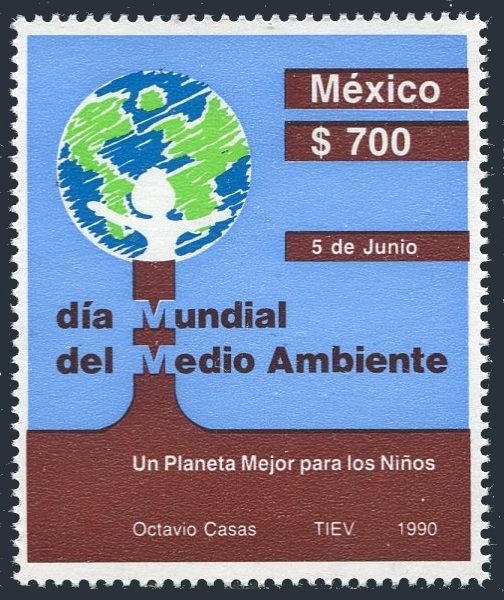 México
$ 700
5 de Junio
día Mundial
del Medio Ambiente
Un Planeta Mejor para los Niños
Octavio Casas TIEV 1990